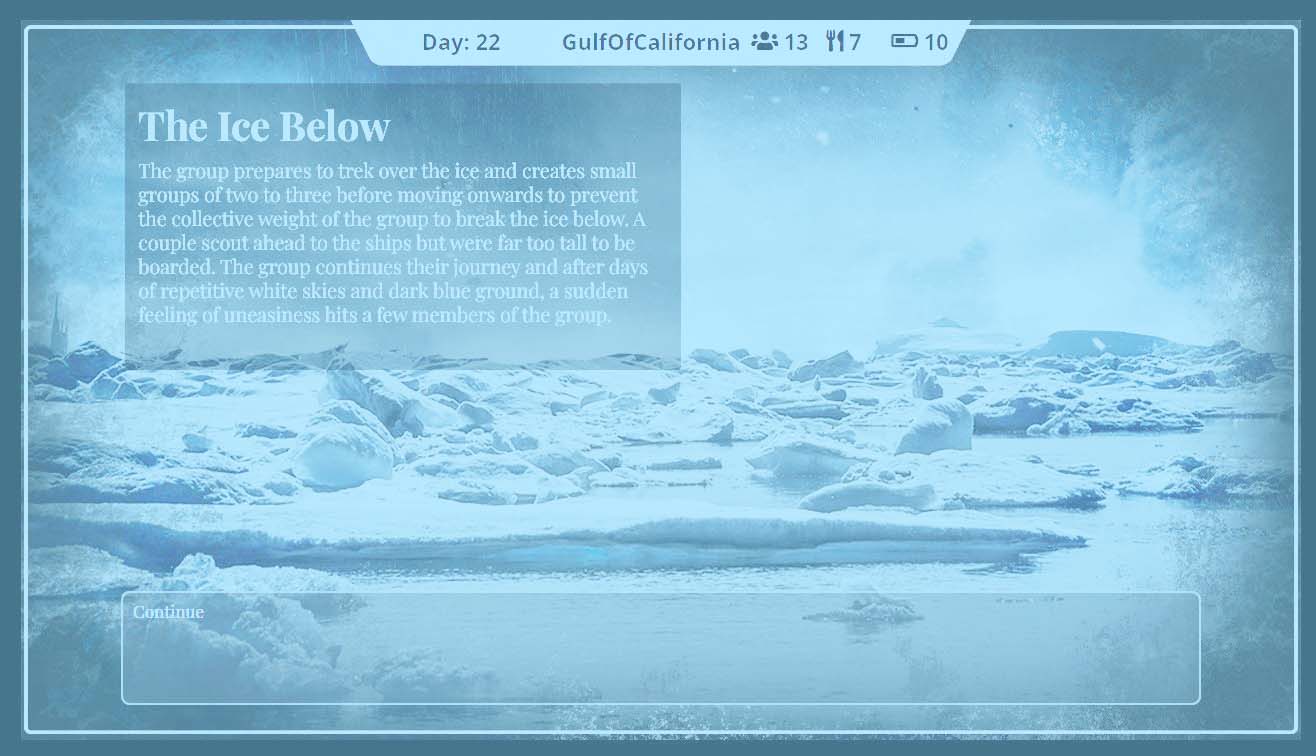 Day: 22 GulfOfCalifornia 13 7 10
The Ice Below
The group prepares to trek over the ice and creates small
groups of two to three before moving onwards to prevent
the collective weight of the group to break the ice below. A
couple scout ahead to the ships but were far too tall to be
boarded. The group continues their journey and after days
of repetitive white skies and dark blue ground, a sudden
feeling of uneasiness hits a few members of the group.
Continue